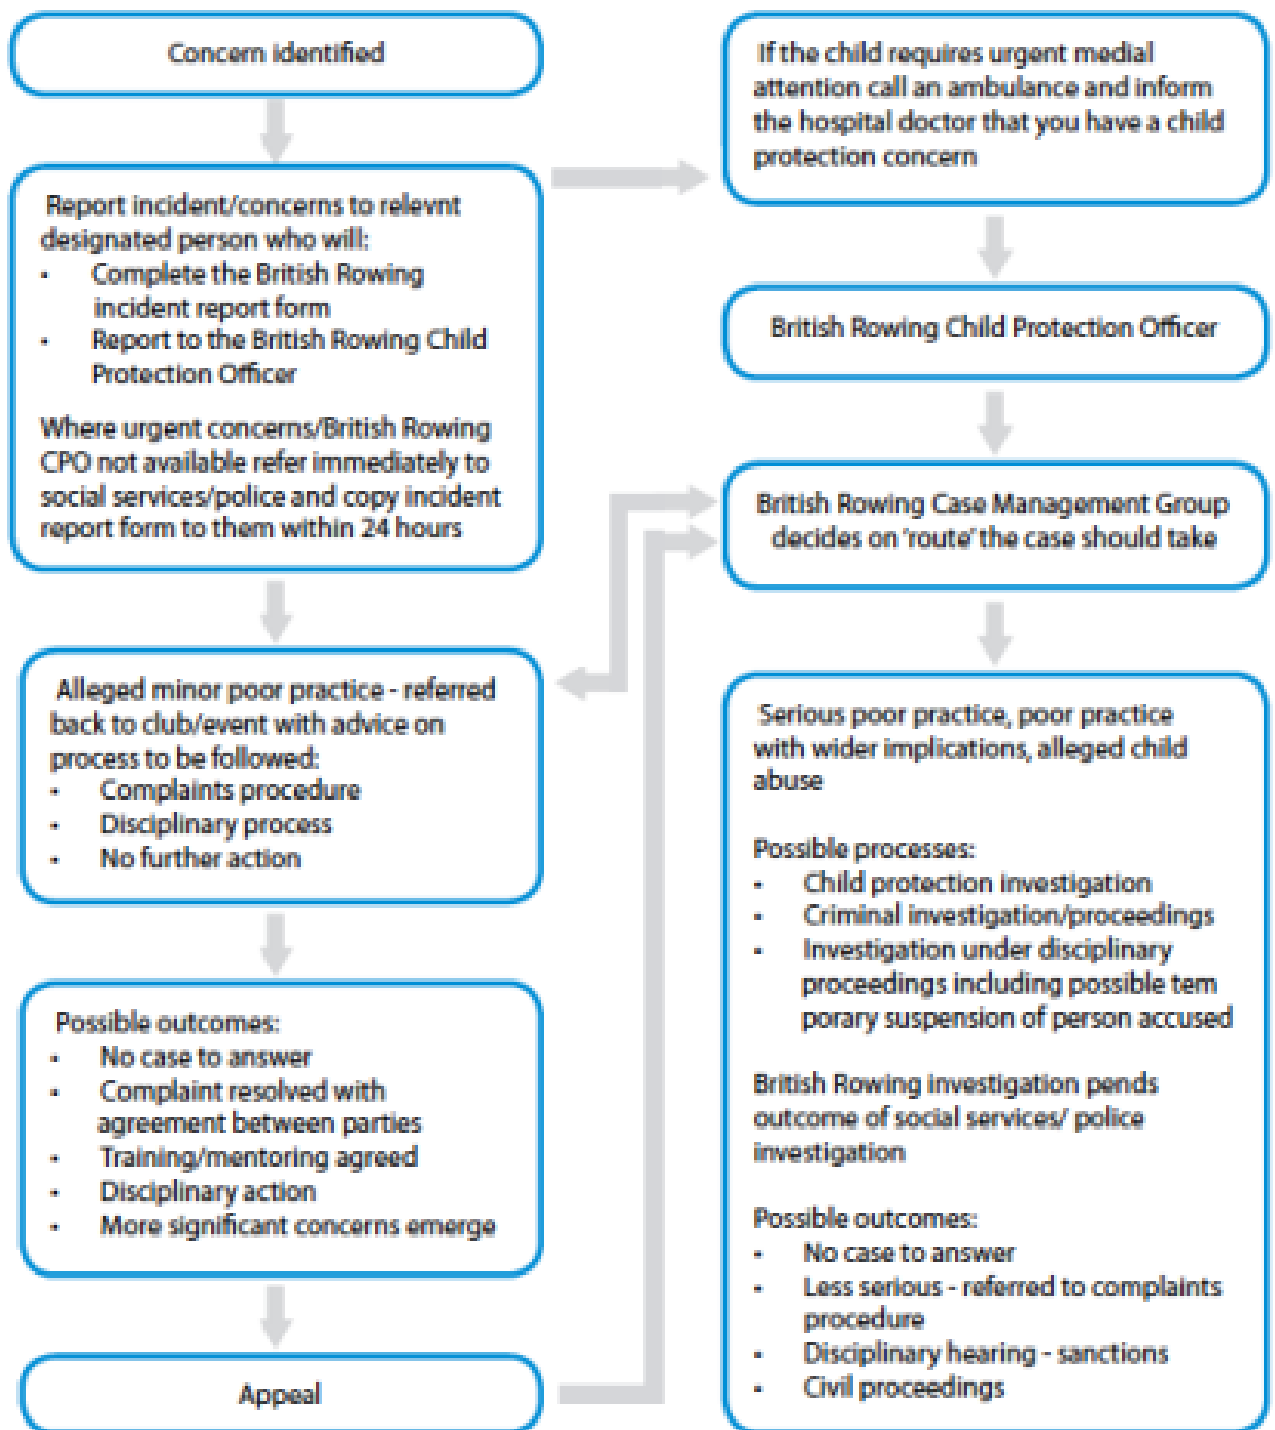 Concern identified
Report incident/concerns to relevnt
designated person who will:
• Complete the British Rowing
incident report form
• Report to the British Rowing Child
Protection Officer
Where urgent concerns/British Rowing
CPO not available refer immediately to
social services/police and copy incident
report form to them within 24 hours
Alleged minor poor practice - referred
back to club/event with advice on
process to be followed:
• Complaints procedure
• Disciplinary process
• No further action
Possible outcomes:
• No case to answer
• Complaint resolved with
agreement between parties
• Training/mentoring agreed
• Disciplinary action
• More significant concerns emerge
Appeal
If the child requires urgent medial
attention call an ambulance and inform
the hospital doctor that you have a child
protection concern
British Rowing Child Protection Officer
British Rowing Case Management Group
decides on 'route' the case should take
Serious poor practice, poor practice
with wider implications, alleged child
abuse
Possible processes:
• Child protection investigation
• Criminal investigation/proceedings
• Investigation under disciplinary
proceedings including possible tem
porary suspension of person accused
British Rowing investigation pends
outcome of social services/ police
investigation
Possible outcomes:
• No case to answer
• Less serious - referred to complaints
procedure
• Disciplinary hearing - sanctions
• Civil proceedings